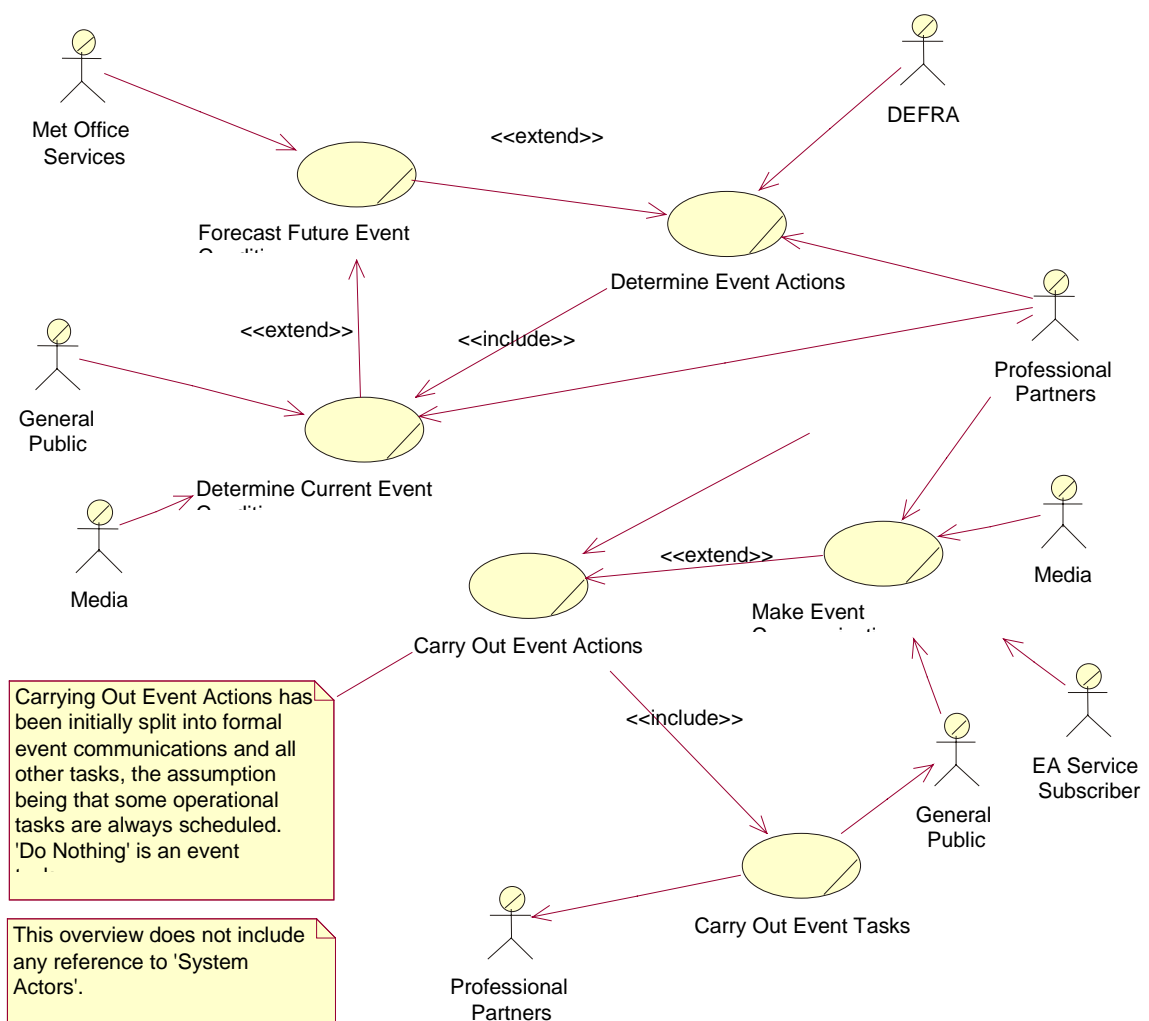 Met Office
Services
DEFRA
<<extend>>
Forecast Future Event
Determine Event Actions
<<extend>>
<<include>>
Professional
Partners
General
Public
Determine Current Event
Media
<<extend>>
Media
Make Event
Carry Out Event Actions
Carrying Out Event Actions has
been initially split into formal
event communications and all
other tasks, the assumption
being that some operational
tasks are always scheduled.
'Do Nothing' is an event
<<include>>
EA Service
Subscriber
General
Public
Carry Out Event Tasks
This overview does not include
any reference to 'System
Actors'.
Professional
Partners